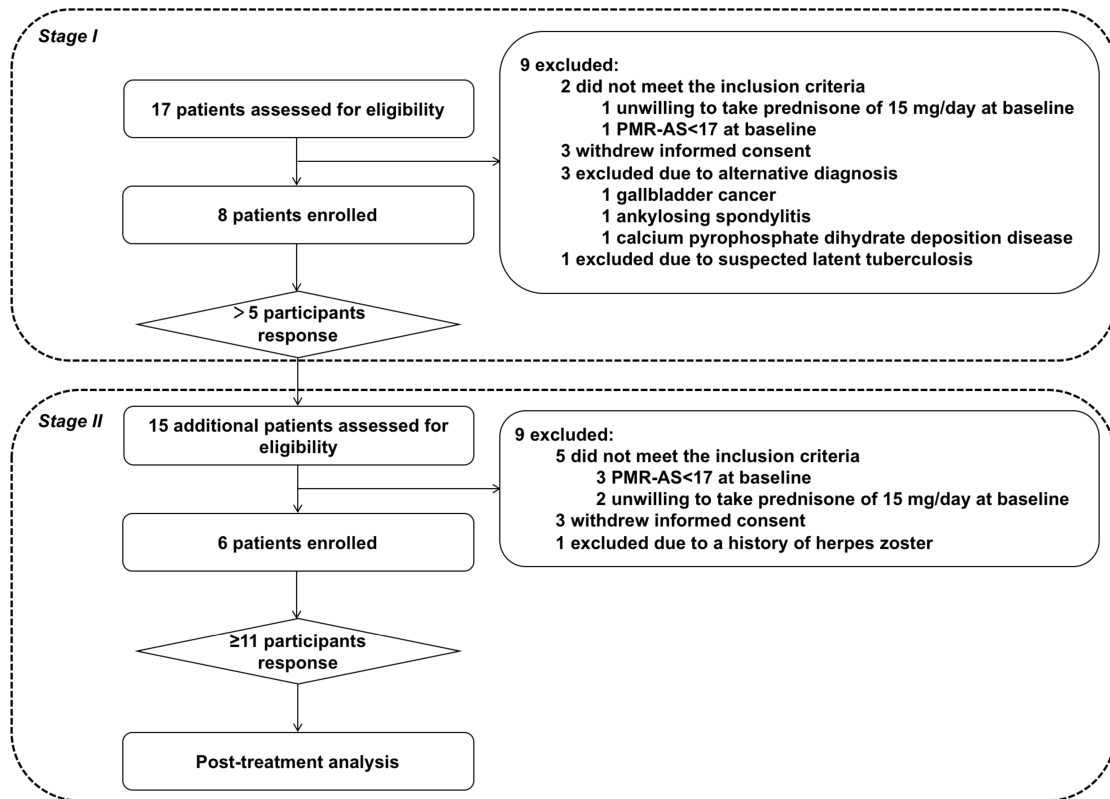 Stage I
17 patients assessed for eligibility
9 excluded:
2 did not meet the inclusion criteria
1 unwilling to take prednisone of 15 mg/day at baseline
1 PMR-AS<17 at baseline
3 withdrew informed consent
3 excluded due to alternative diagnosis
1 gallbladder cancer
1 ankylosing spondylitis
1 calcium pyrophosphate dihydrate deposition disease
1 excluded due to suspected latent tuberculosis
8 patients enrolled
>5 participants
response
Stage II
15 additional patients assessed for
eligibility
9 excluded:
5 did not meet the inclusion criteria
3 PMR-AS<17 at baseline
2 unwilling to take prednisone of 15 mg/day at baseline
3 withdrew informed consent
1 excluded due to a history of herpes zoster
6 patients enrolled
≥11 participants
response
Post-treatment analysis